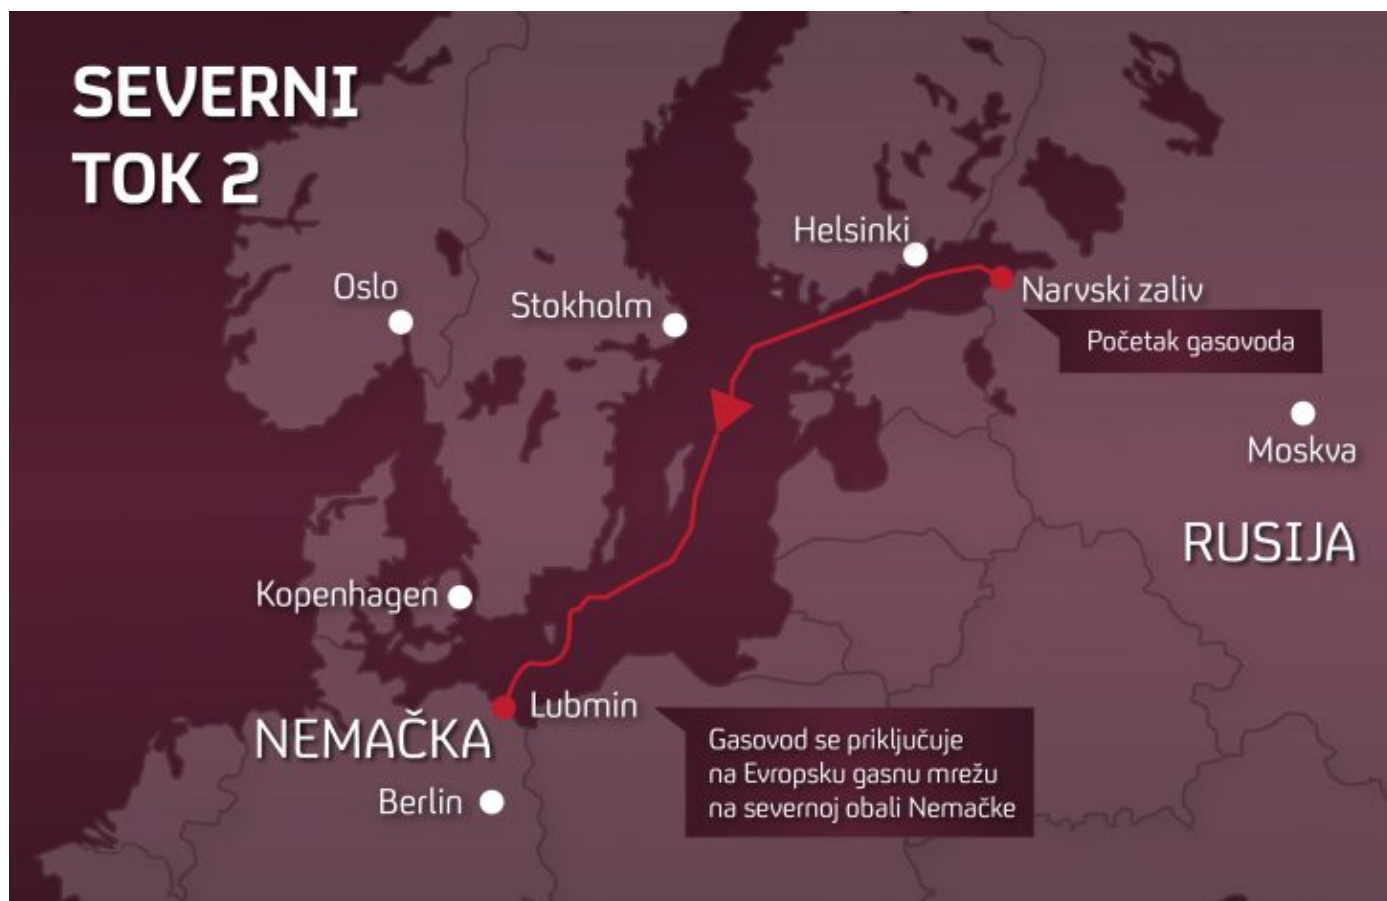 SEVERNI
TOK 2
Helsinki
Oslo
Stokholm
Narvski zaliv
Početak gasovoda
Moskva
RUSIJA
Kopenhagen
Lubmin
NEMAČKA
Gasovod se priključuje
na Evropsku gasnu mrežu
na severnoj obali Nemačke
Berlin